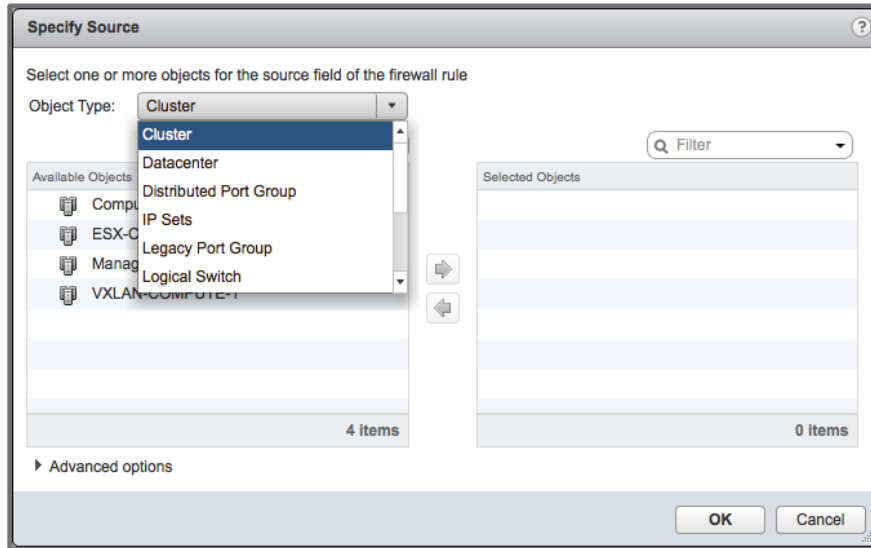 Specify Source
?
Select one or more objects for the source field of the firewall rule
Object Type: Cluster
Cluster
Datacenter
Distributed Port Group
IP Sets
Legacy Port Group
Logical Switch
Filter
Available Objects
Selected Objects
ESX-C
VXLAN-COMPUTE-1
4 items
0 items
Advanced options
OK
Cancel